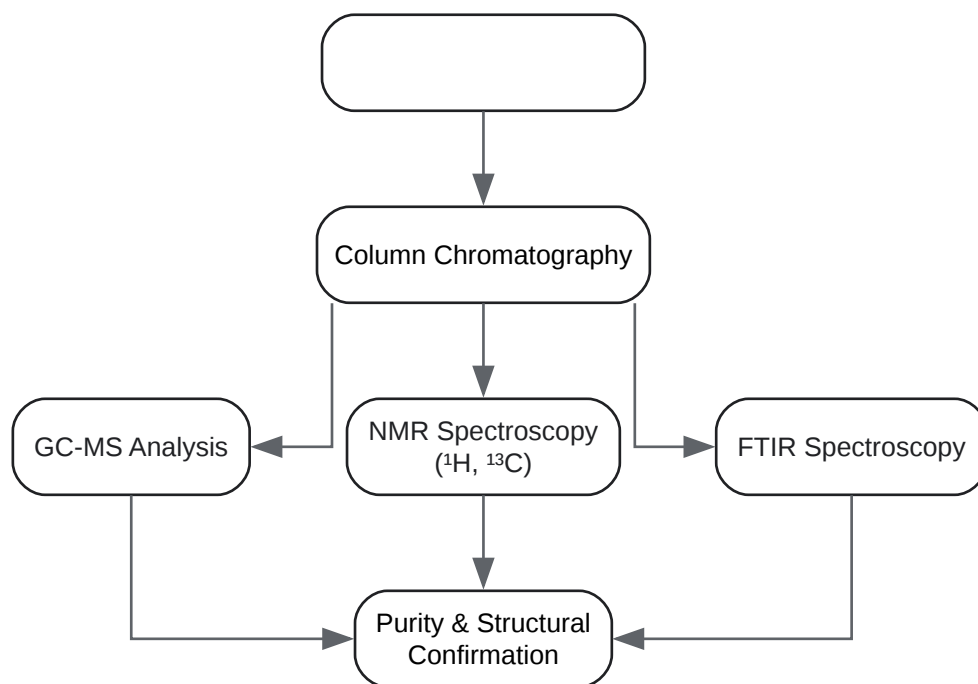 Column Chromatography
GC-MS Analysis
NMR Spectroscopy
(¹H, ¹³C)
FTIR Spectroscopy
Purity & Structural
Confirmation